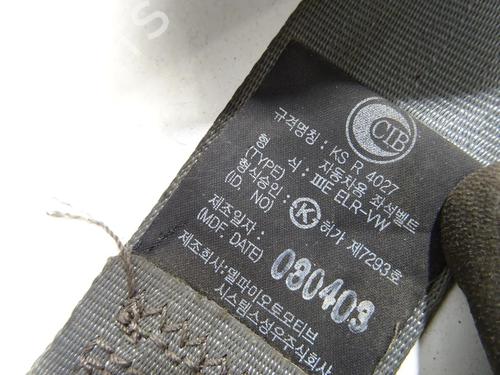 CIB
규격명칭 : KS R 4027
자동차용 좌석벨트
형 식 : ⅢE ELR-VW
(TYPE)
형식승인 : Ⓚ 허가 제7293호
(ID, NO)
제조일자 :
(MDF. DATE) 030403
제조회사: 델파이오토모티브
시스템스성우주식회사